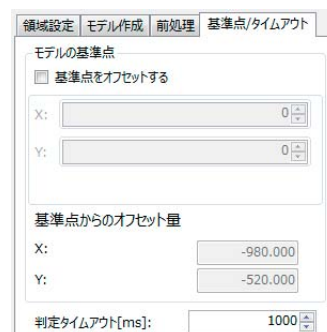 領域設定 モデル作成 前処理 基準点/タイムアウト
モデルの基準点
基準点をオフセットする
X: 0
Y: 0
基準点からのオフセット量
X: -980.000
Y: -520.000
判定タイムアウト[ms]: 1000